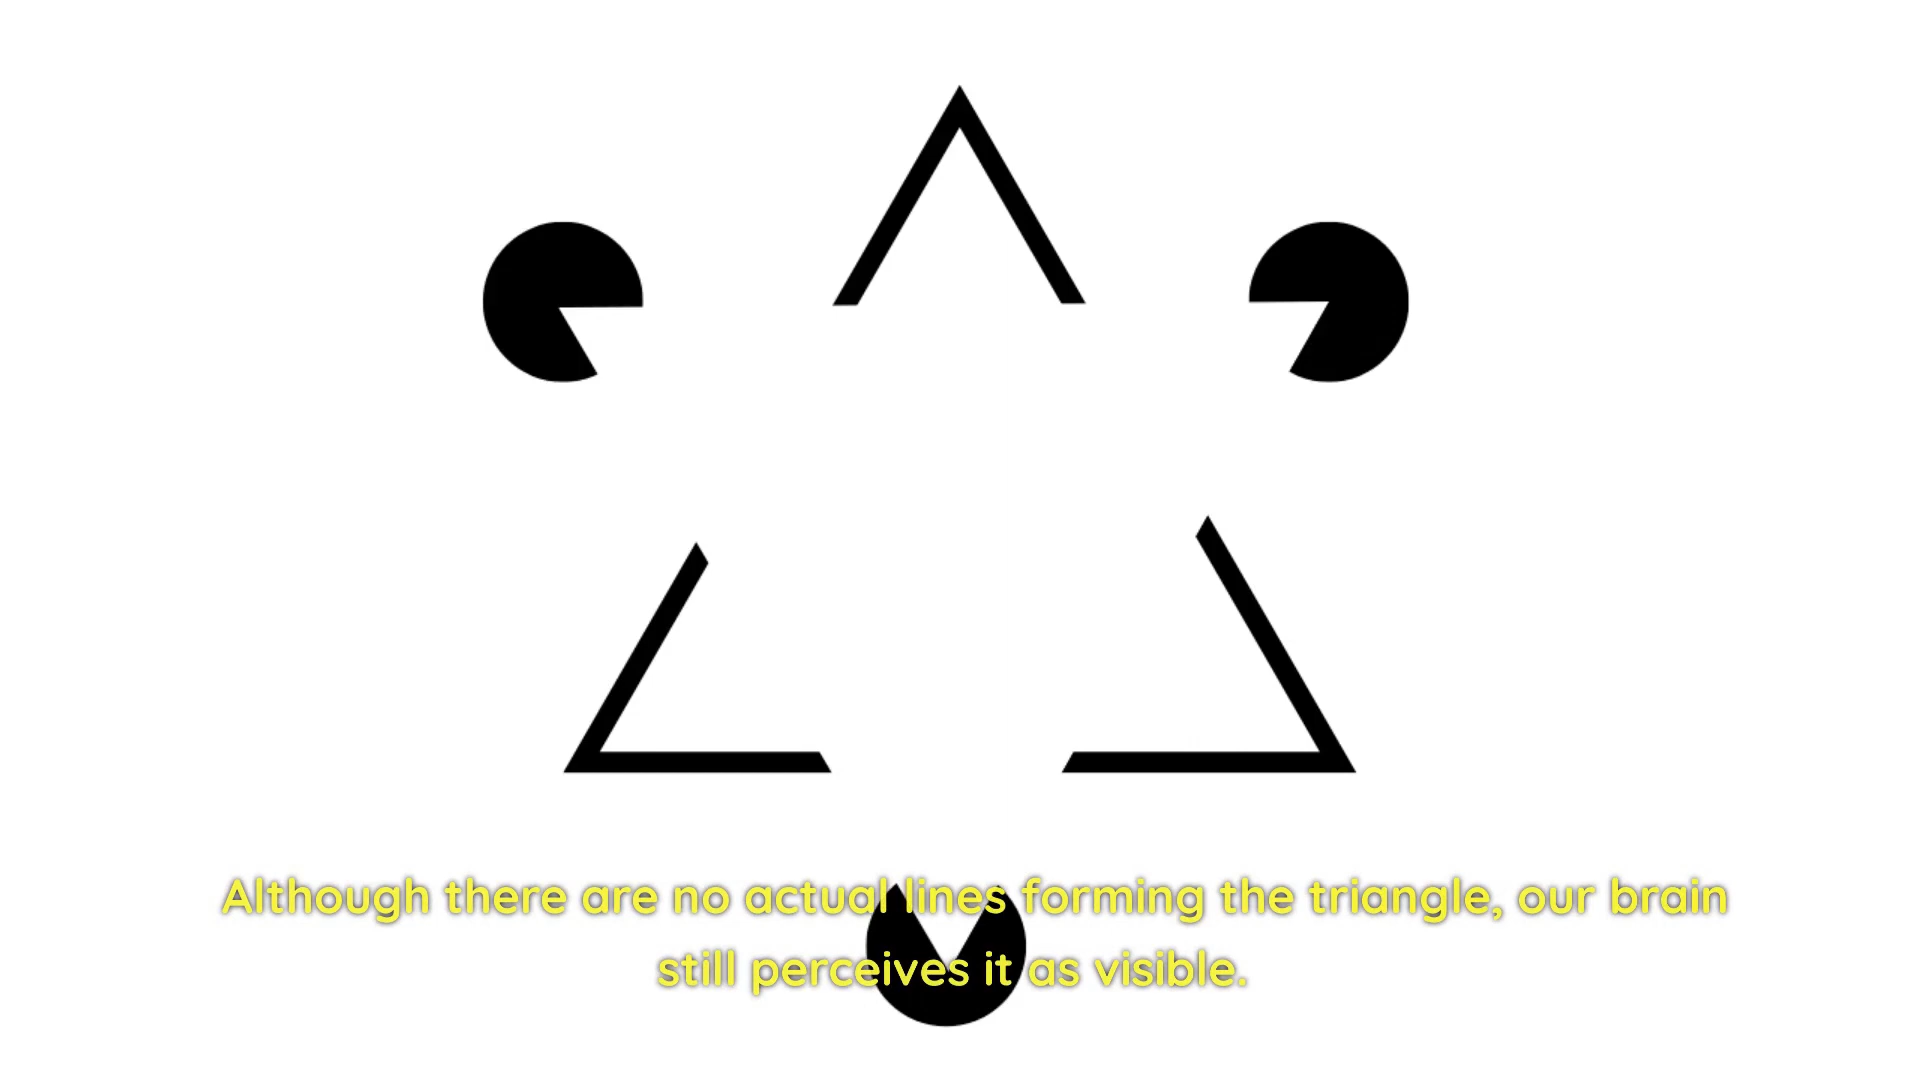 Although there are no actual lines forming the triangle, our brain
still perceives it as visible.